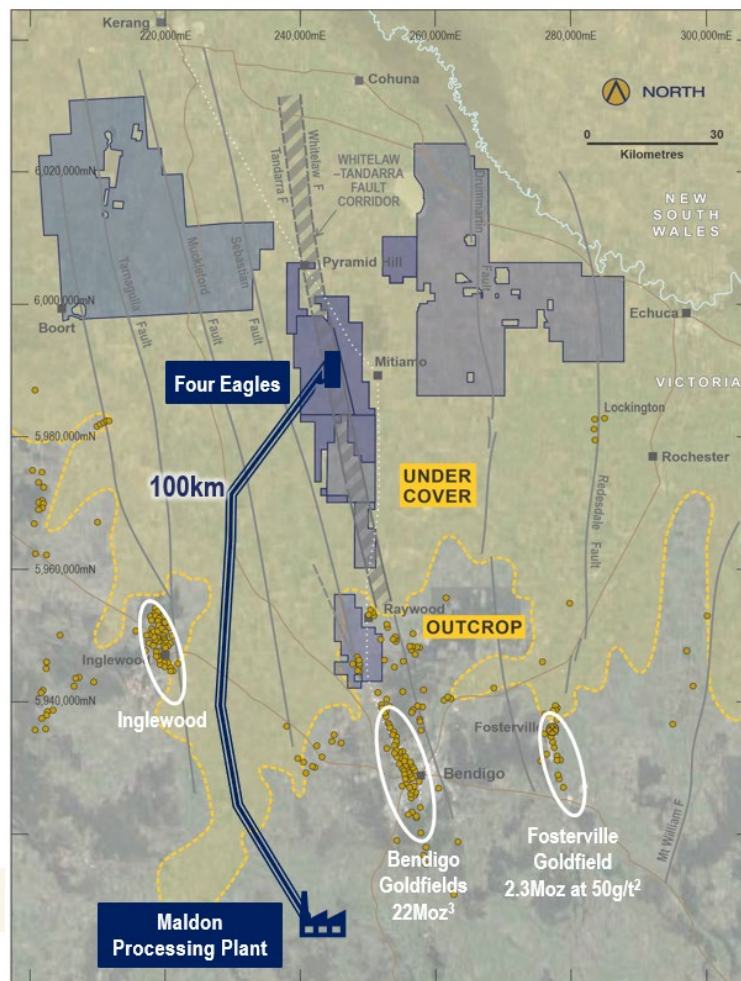 Kerang
220,000mE
240,000mE
260,000mE
280,000mE
300,000mE
Cohuna
NORTH
0 30
Kilometres
6,020,000mN
Whitelaw F
Tandarra F
WHITELAW
–TANDARRA
FAULT
CORRIDOR
Drummartin
Fault
NEW
SOUTH
WALES
Tarnagulla
Fault
Muckleford
Fault
Sebastian
Fault
Pyramid Hill
6,000,000mN
Boort
Echuca
Mitiamo
VICTORIA
Four Eagles
Lockington
5,980,000mN
Rochester
100km
UNDER
COVER
Redesdale
Fault
5,960,000mN
Raywood
OUTCROP
Inglewood
5,940,000mN
Inglewood
Fosterville
Bendigo
Mt William F
Bendigo
Goldfields
22Moz³
Fosterville
Goldfield
2.3Moz at 50g/t²
Maldon
Processing Plant